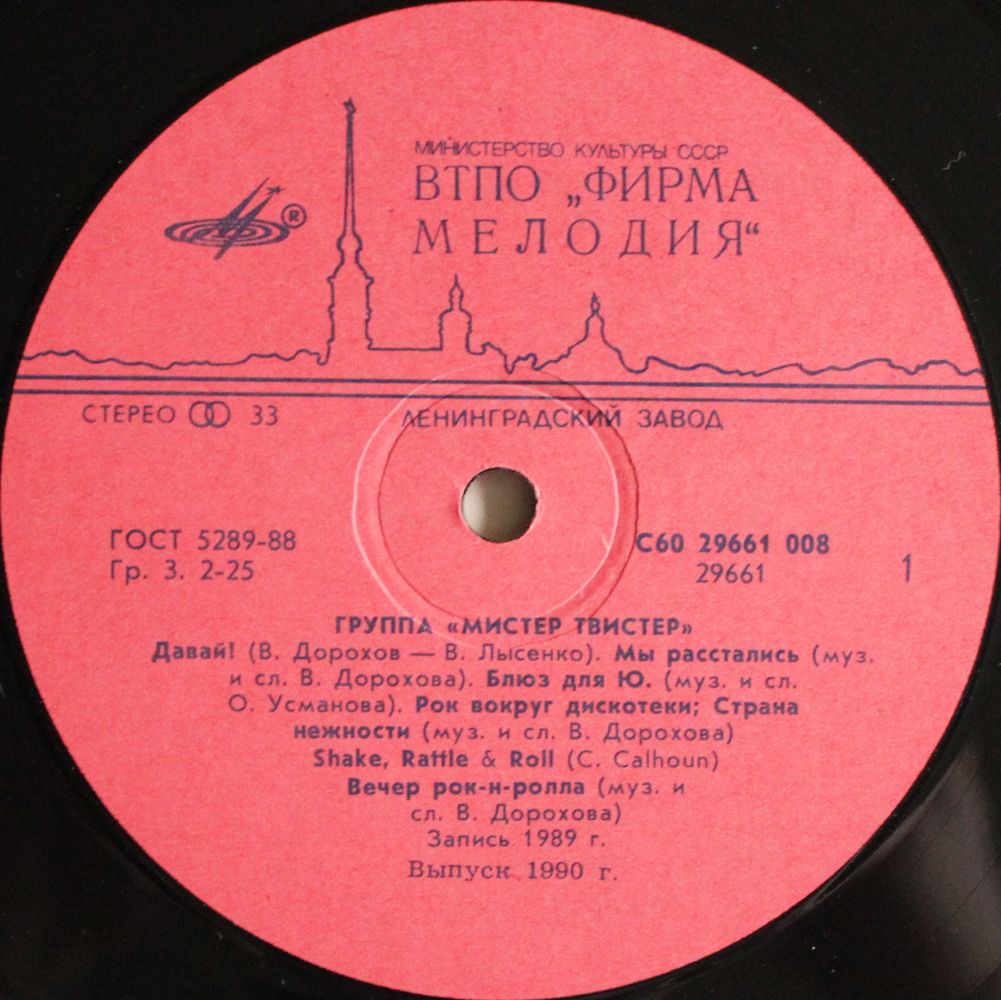 МИНИСТЕРСТВО КУЛЬТУРЫ СССР
ВТПО „ФИРМА
МЕЛОДИЯ“
®
СТЕРЕО 33
ЛЕНИНГРАДСКИЙ ЗАВОД
ГОСТ 5289-88
Гр. 3. 2-25
С60 29661 008
29661
1
ГРУППА «МИСТЕР ТВИСТЕР»
Давай! (В. Дорохов — В. Лысенко). Мы расстались (муз.
и сл. В. Дорохова). Блюз для Ю. (муз. и сл.
О. Усманова). Рок вокруг дискотеки; Страна
нежности (муз. и сл. В. Дорохова)
Shake, Rattle & Roll (C. Calhoun)
Вечер рок-н-ролла (муз. и
сл. В. Дорохова)
Запись 1989 г.
Выпуск 1990 г.